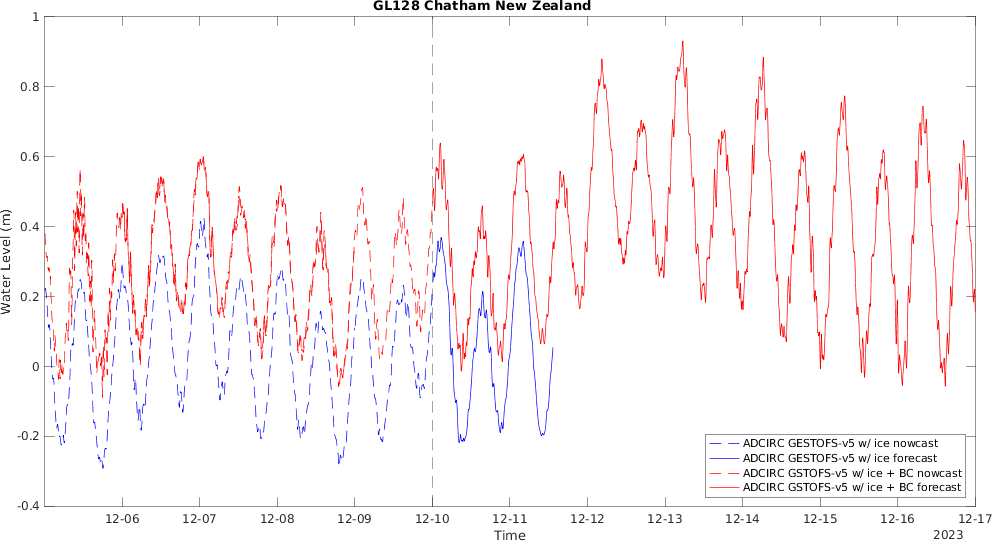 GL128 Chatham New Zealand
1
0.8
0.6
0.4
0.2
0
-0.2
-0.4
Water Level (m)
ADCIRC GESTOFS-v5 w/ ice nowcast
ADCIRC GESTOFS-v5 w/ ice forecast
ADCIRC GSTOFS-v5 w/ ice + BC nowcast
ADCIRC GSTOFS-v5 w/ ice + BC forecast
12-06 12-07 12-08 12-09 12-10 12-11 12-12 12-13 12-14 12-15 12-16 12-17
Time
2023